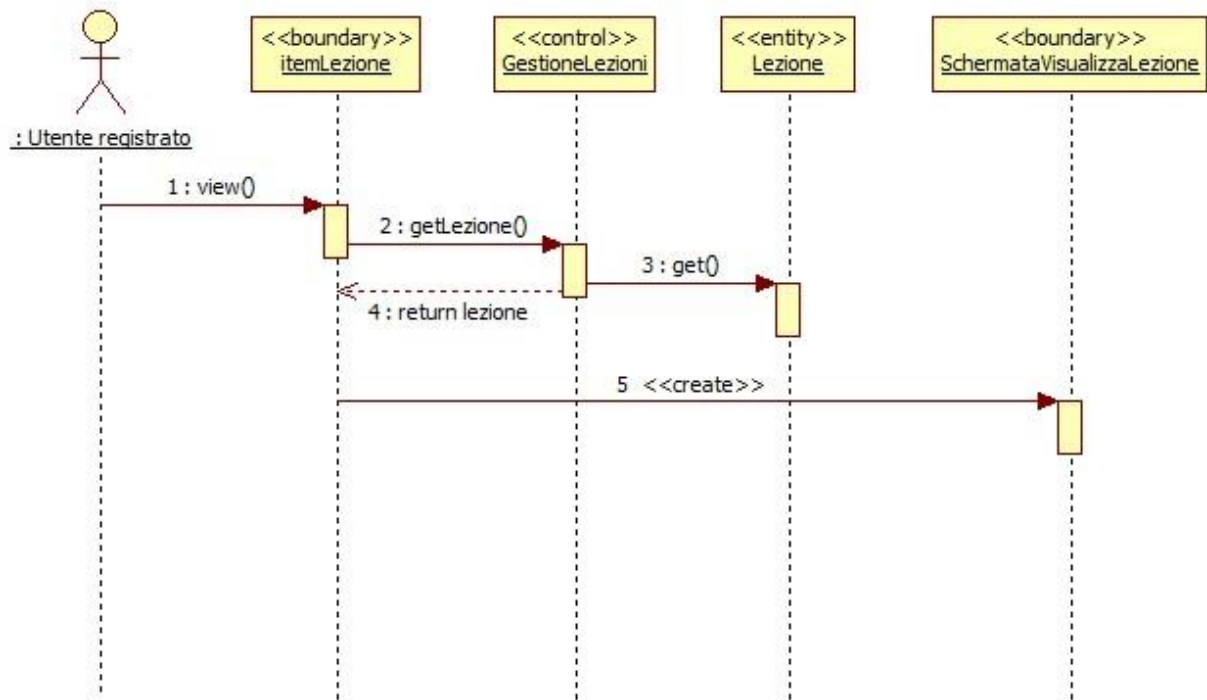 <<boundary>>
itemLezione
<<control>>
GestioneLezioni
<<entity>>
Lezione
<<boundary>>
SchermataVisualizzaLezione
: Utente registrato
1 : view()
2 : getLezione()
3 : get()
4 : return lezione
5 <<create>>